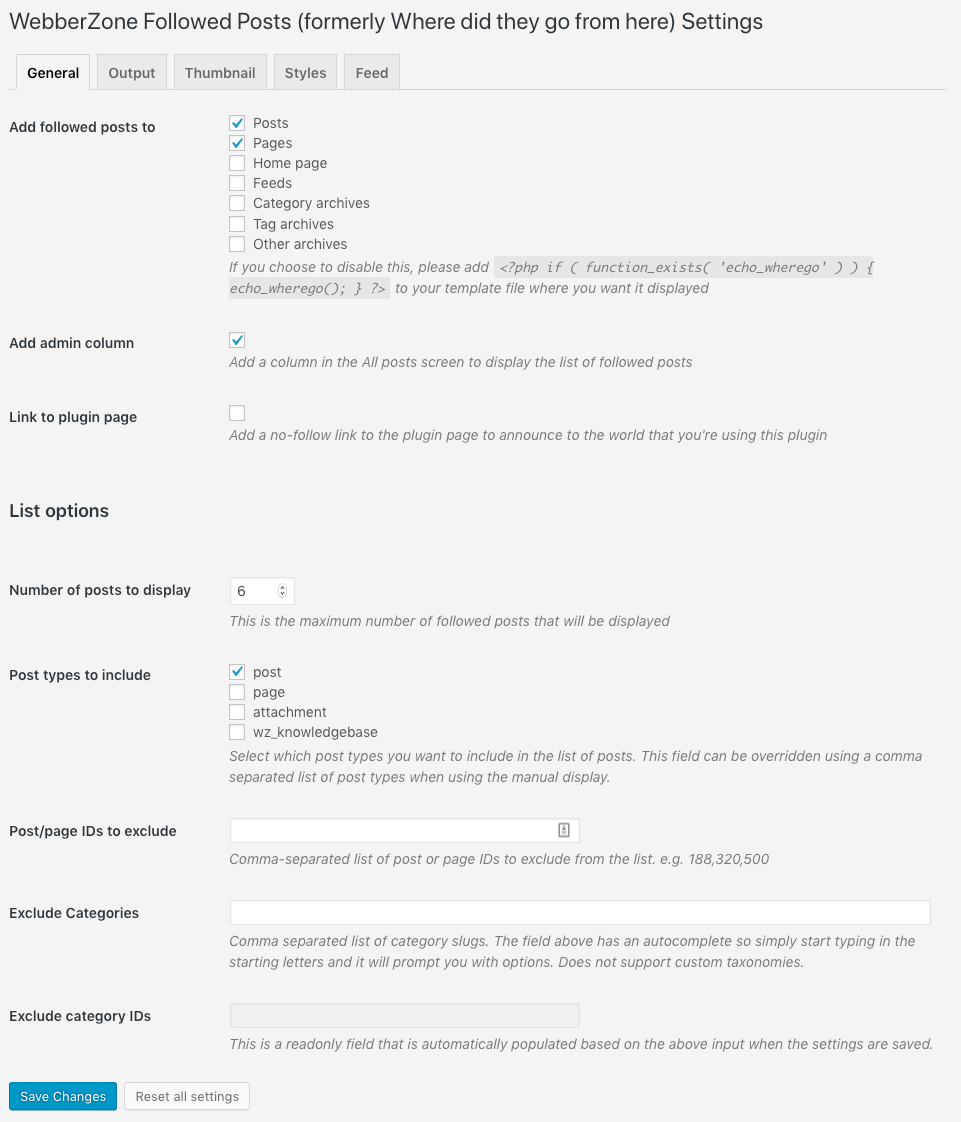 WebberZone Followed Posts (formerly Where did they go from here) Settings
General Output Thumbnail Styles Feed
Add followed posts to
Posts
Pages
Home page
Feeds
Category archives
Tag archives
Other archives
If you choose to disable this, please add <?php if ( function_exists( 'echo_wherego' ) ) {
echo_wherego(); } ?> to your template file where you want it displayed
Add admin column
Add a column in the All posts screen to display the list of followed posts
Link to plugin page
Add a no-follow link to the plugin page to announce to the world that you're using this plugin
List options
Number of posts to display 6
This is the maximum number of followed posts that will be displayed
Post types to include
post
page
attachment
wz_knowledgebase
Select which post types you want to include in the list of posts. This field can be overridden using a comma
separated list of post types when using the manual display.
Post/page IDs to exclude
Comma-separated list of post or page IDs to exclude from the list. e.g. 188,320,500
Exclude Categories
Comma separated list of category slugs. The field above has an autocomplete so simply start typing in the
starting letters and it will prompt you with options. Does not support custom taxonomies.
Exclude category IDs
This is a readonly field that is automatically populated based on the above input when the settings are saved.
Save Changes Reset all settings